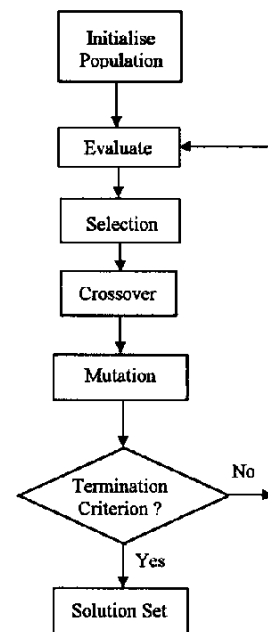 Initialise
Population
Evaluate
Selection
Crossover
Mutation
Termination
Criterion ?
No
Yes
Solution Set